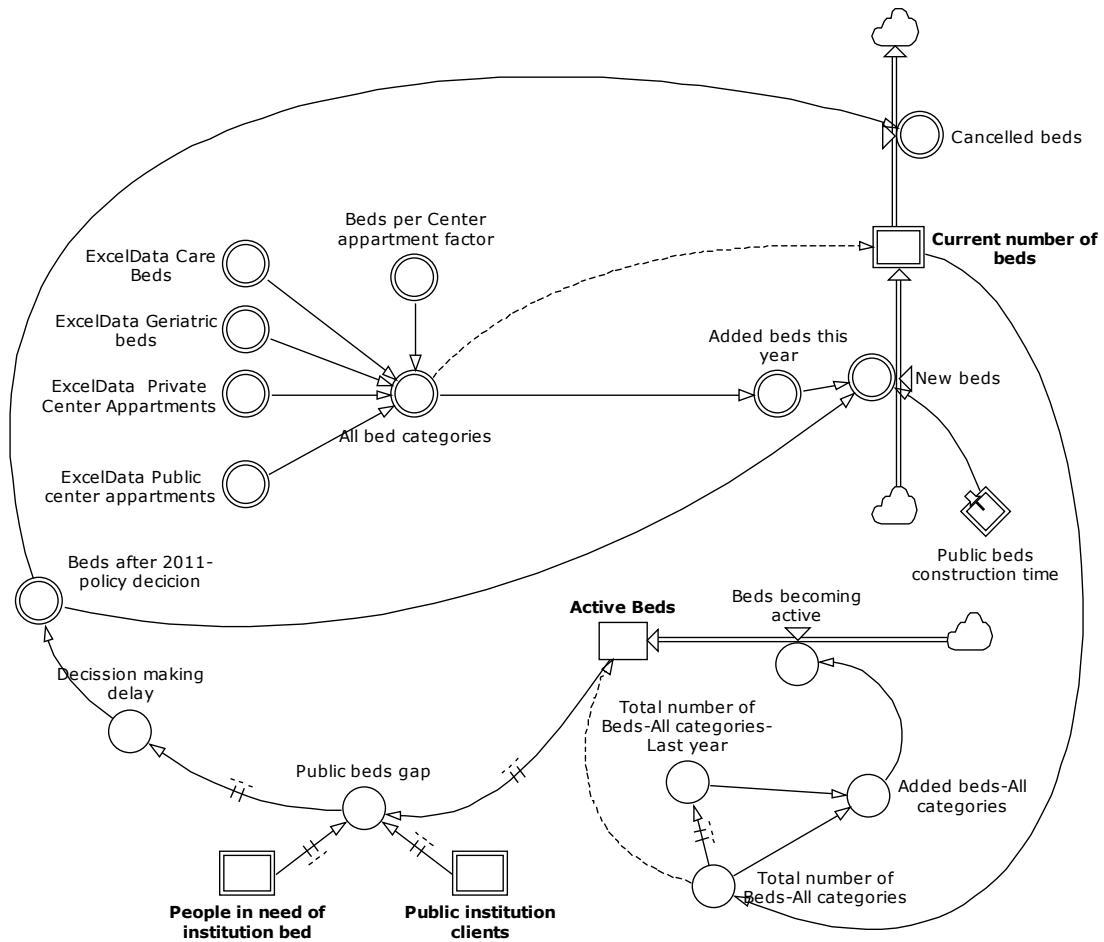 Cancelled beds
Beds per Center
appartment factor
Current number of
beds
ExcelData Care
Beds
ExcelData Geriatric
beds
Added beds this
year
ExcelData  Private
Center Appartments
New beds
All bed categories
ExcelData Public
center appartments
Beds after 2011-
policy decicion
Public beds
construction time
Beds becoming
active
Active Beds
Decission making
delay
Total number of
Beds-All categories-
Last year
Public beds gap
Added beds-All
categories
Total number of
Beds-All categories
People in need of
institution bed
Public institution
clients